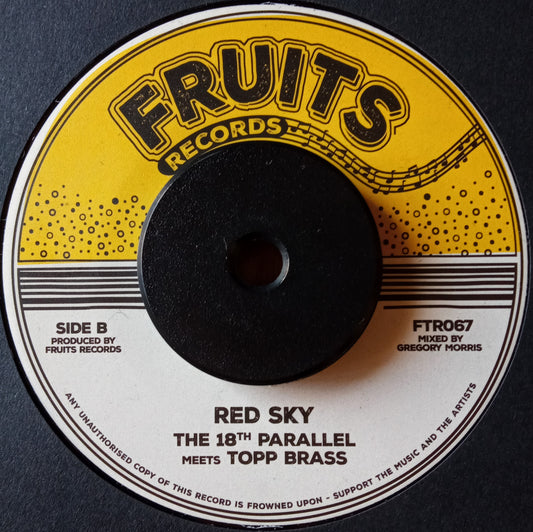 FRUITS
RECORDS
SIDE B
PRODUCED BY
FRUITS RECORDS
FTR067
MIXED BY
GREGORY MORRIS
RED SKY
THE 18TH PARALLEL
MEETS TOPP BRASS
ANY UNAUTHORISED COPY OF THIS RECORD IS FROWNED UPON - SUPPORT THE MUSIC AND THE ARTISTS